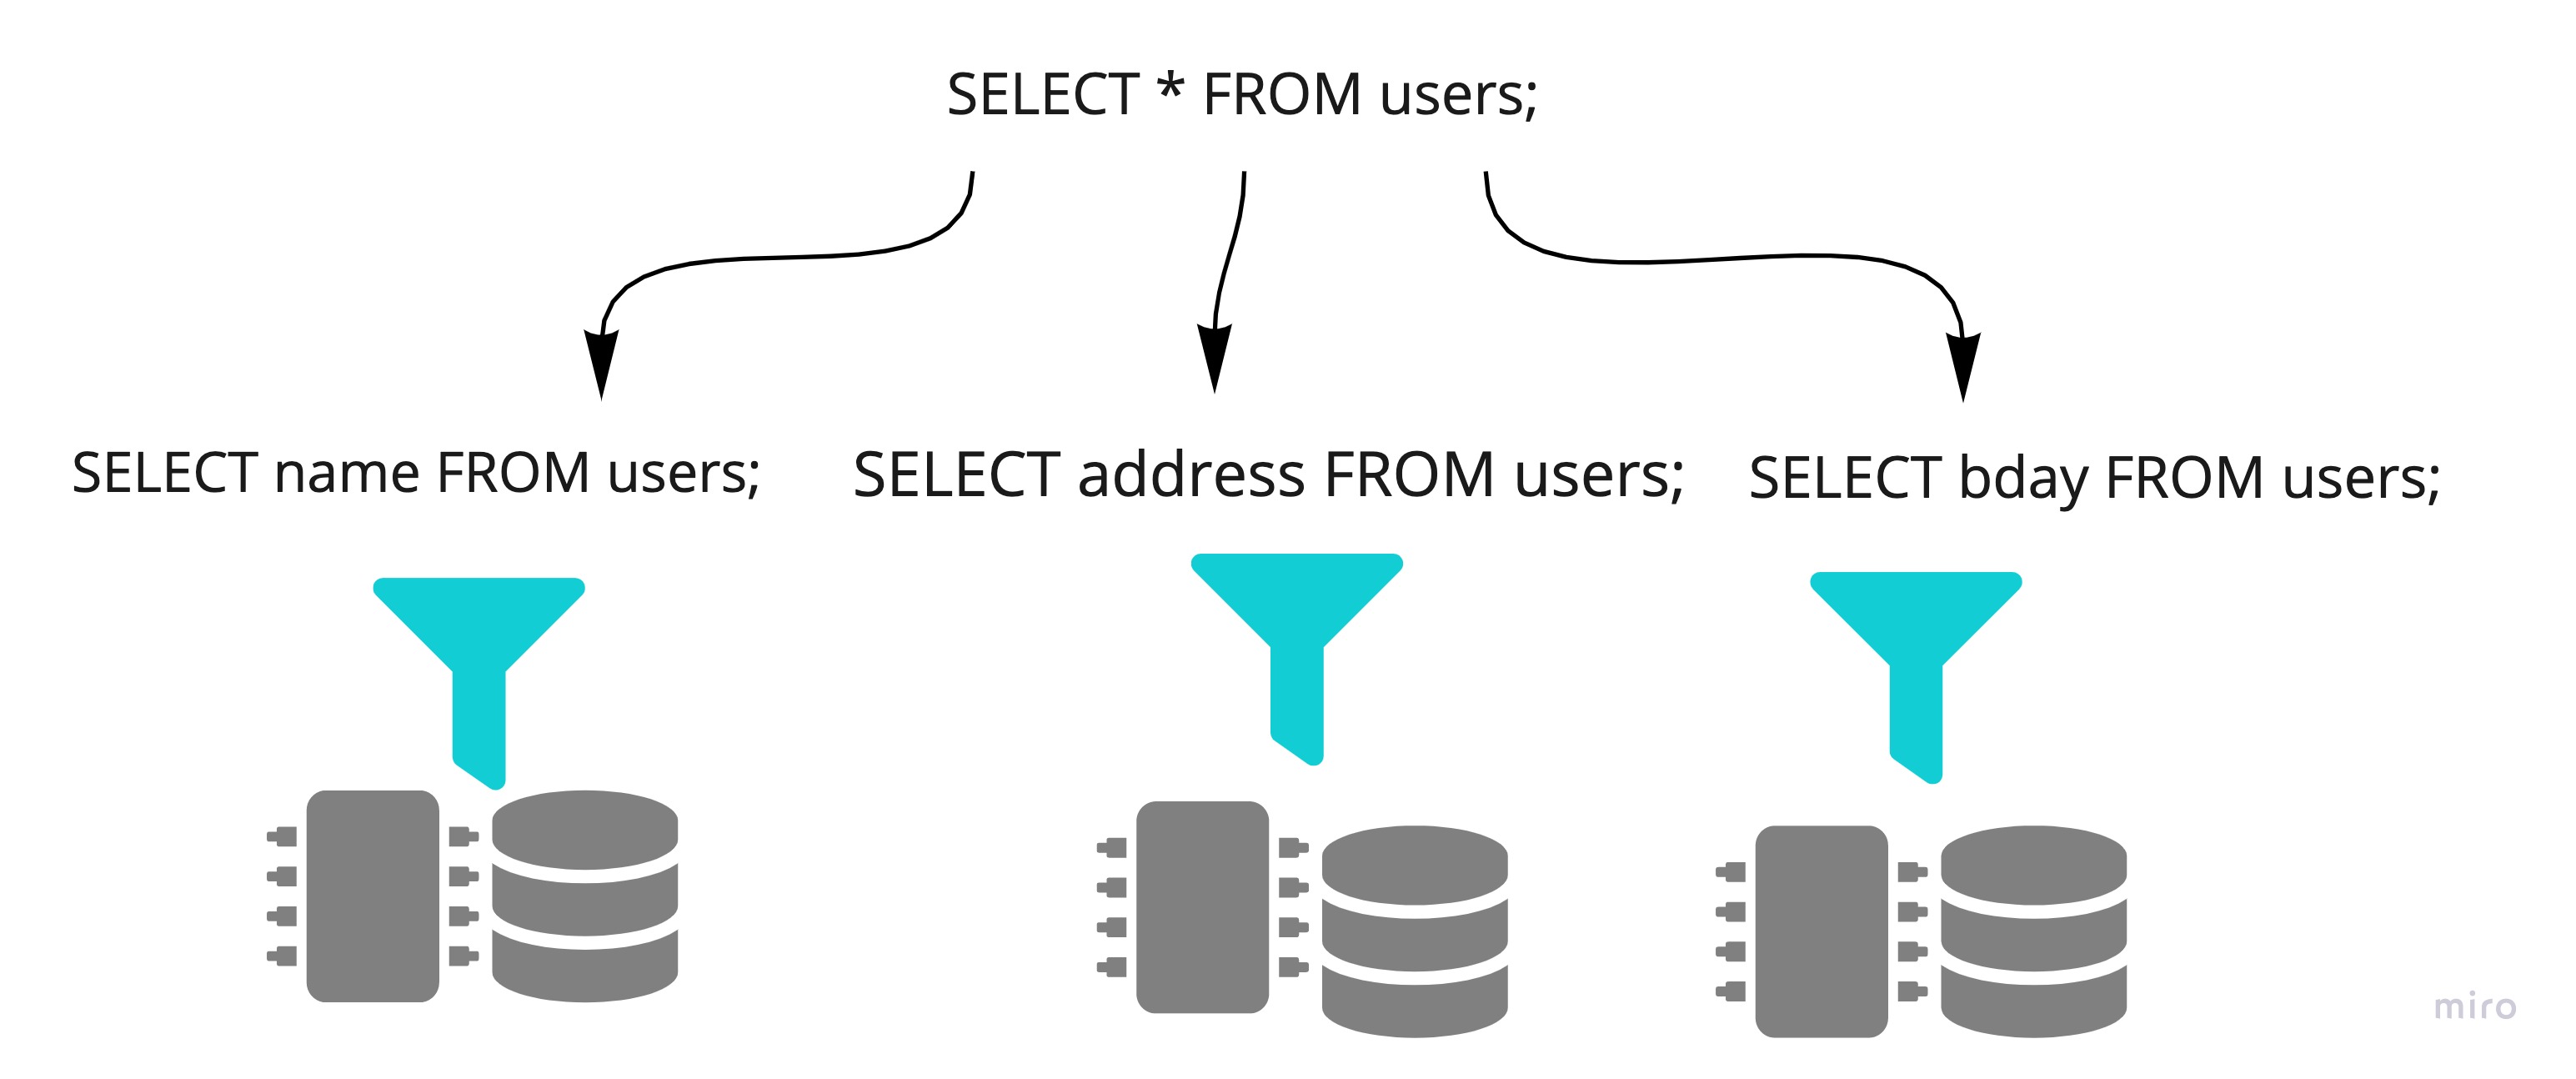 SELECT * FROM users;
SELECT name FROM users;
SELECT address FROM users;
SELECT bday FROM users;
miro